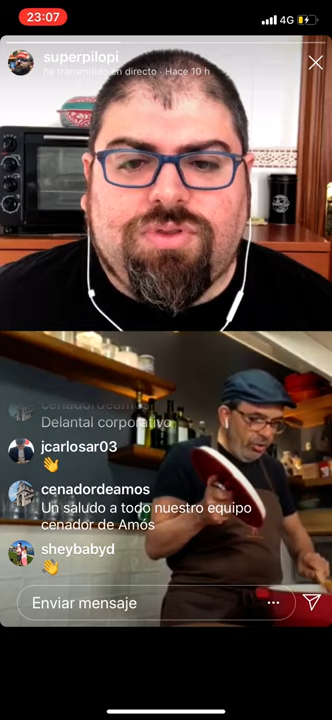 23:07
4G
superpilopi
ha transmitido en directo · Hace 10 h
cenadordeamos
Delantal corporativo
jcarlosar03
👋
cenadordeamos
Un saludo a todo nuestro equipo
cenador de Amós
sheybabyd
👋
Enviar mensaje